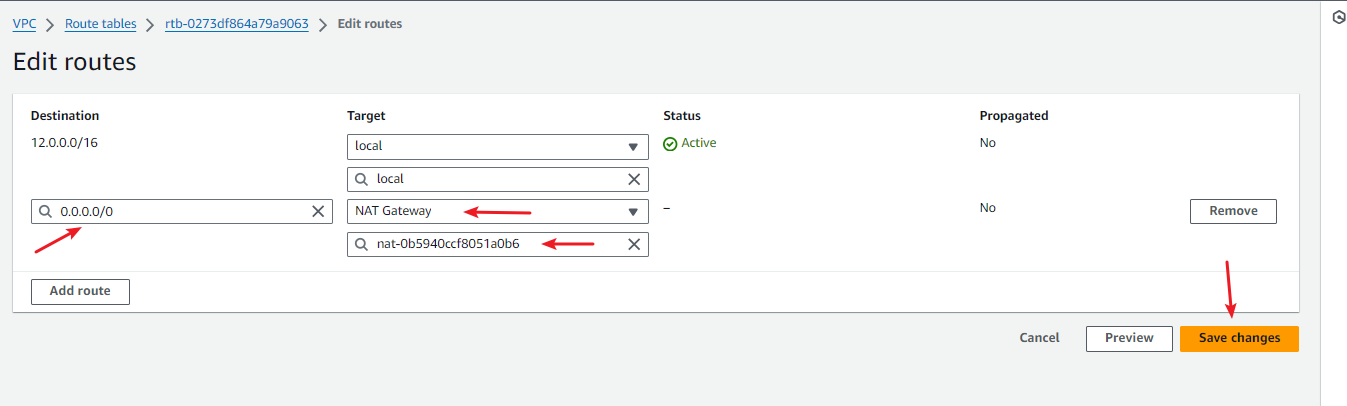 VPC > Route tables > rtb-0273df864a79a9063 > Edit routes
Edit routes
Destination Target Status Propagated
12.0.0.0/16 local Active No
local
0.0.0.0/0 NAT Gateway – No Remove
nat-0b5940ccf8051a0b6
Add route
Cancel Preview Save changes